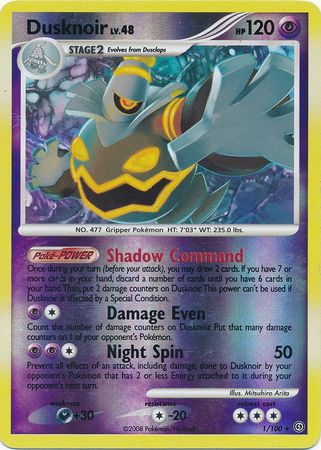 Dusknoir LV.48 HP 120
STAGE2 Evolves from Dusclops
NO. 477 Gripper Pokémon HT: 7'03" WT: 235.0 lbs.
Poké-POWER Shadow Command
Once during your turn (before your attack), you may draw 2 cards. If you have 7 or
more cards in your hand, discard a number of cards until you have 6 cards in
your hand. Then, put 2 damage counters on Dusknoir. This power can't be used if
Dusknoir is affected by a Special Condition.
Damage Even
Count the number of damage counters on Dusknoir. Put that many damage
counters on 1 of your opponent's Pokémon.
Night Spin 50
Prevent all effects of an attack, including damage, done to Dusknoir by your
opponent's Pokémon that has 2 or less Energy attached to it during your
opponent's next turn.
weakness resistance retreat cost
+30 -20
Illus. Mitsuhiro Arita
©2008 Pokémon/Nintendo 1/100 ★